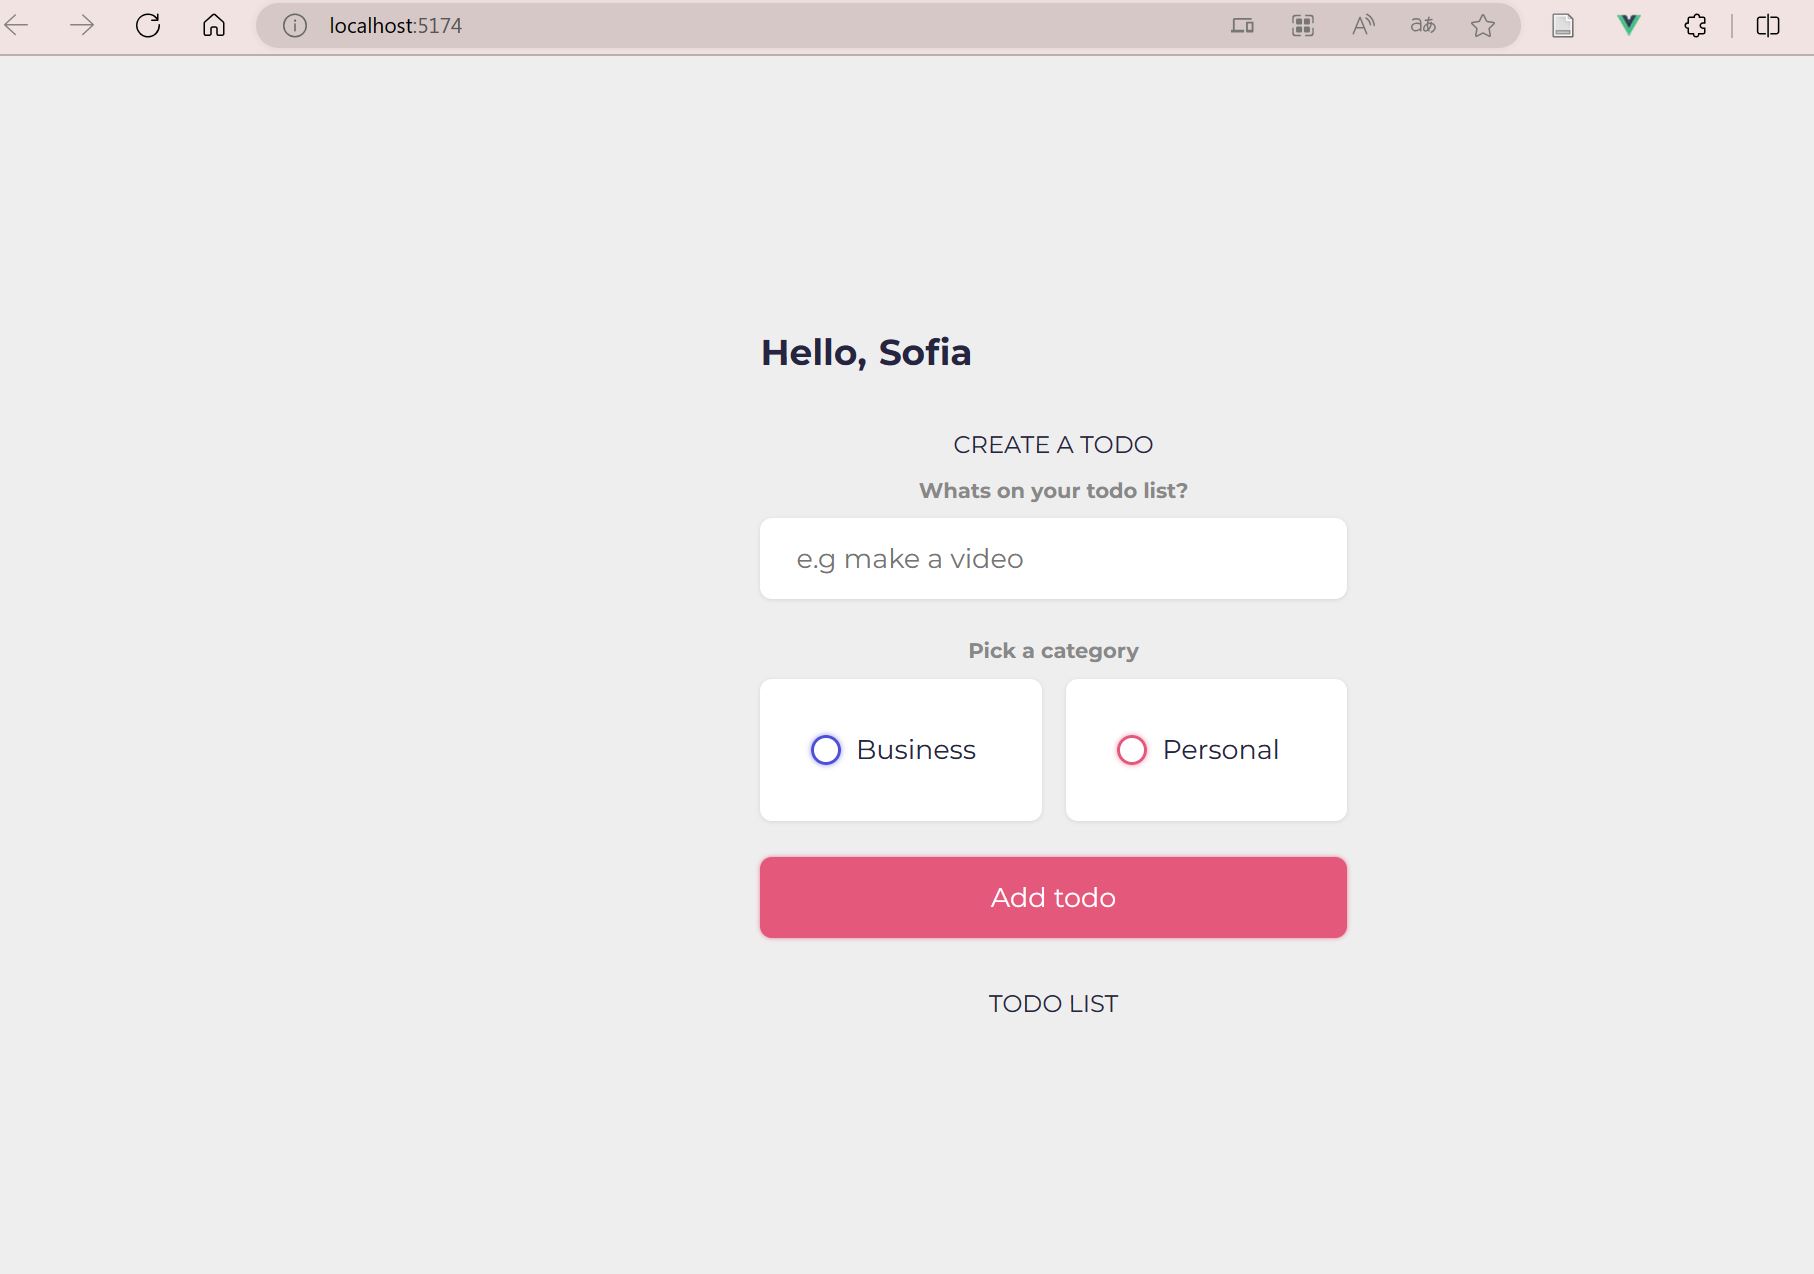 localhost:5174
Hello, Sofia
CREATE A TODO
Whats on your todo list?
e.g make a video
Pick a category
Business
Personal
Add todo
TODO LIST